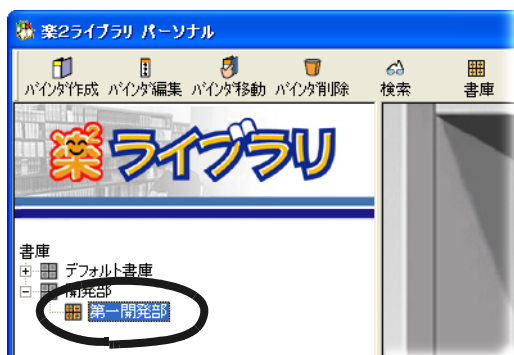 楽2ライブラリ パーソナル
バインダ作成 バインダ編集 バインダ移動 バインダ削除 検索 書庫
楽2 ライブラリ
書庫
デフォルト書庫
開発部
第一開発部